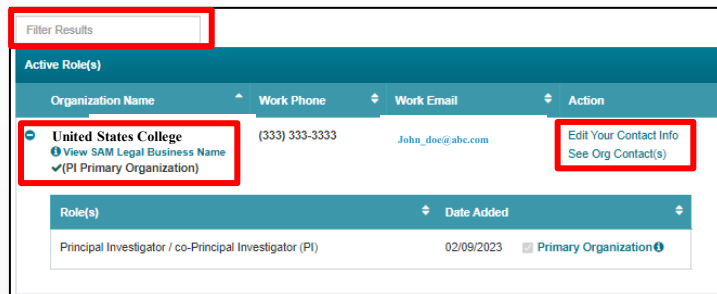 Filter Results
Active Role(s)
Organization Name Work Phone Work Email Action
United States College (333) 333-3333 John_doe@abc.com Edit Your Contact Info
View SAM Legal Business Name See Org Contact(s)
(PI Primary Organization)
Role(s) Date Added
Principal Investigator / co-Principal Investigator (PI) 02/09/2023 Primary Organization